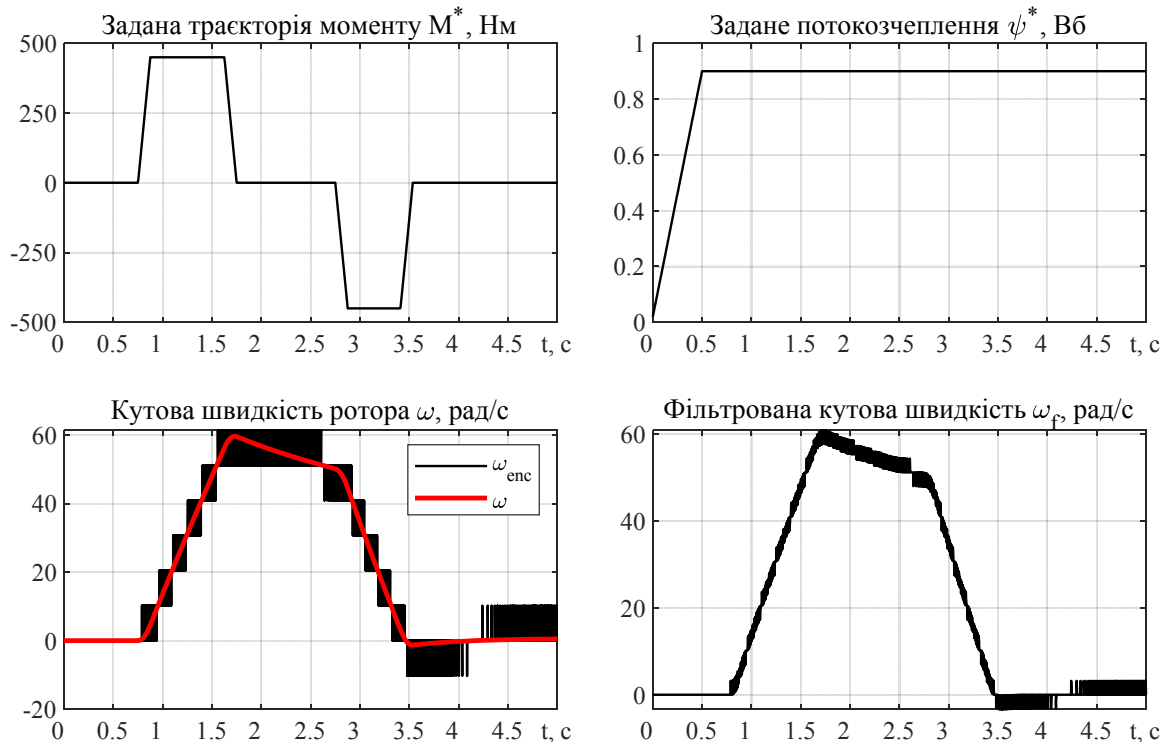 Задана траєкторія моменту M*, Нм
500
250
0
-250
-500
0 0.5 1 1.5 2 2.5 3 3.5 4 4.5 t, с
Задане потокозчеплення ψ*, Вб
1
0.8
0.6
0.4
0.2
0
0 0.5 1 1.5 2 2.5 3 3.5 4 4.5 t, с
Кутова швидкість ротора ω, рад/с
60
40
20
0
-20
ω_enc
ω
0 0.5 1 1.5 2 2.5 3 3.5 4 4.5 t, с
Фільтрована кутова швидкість ω_f, рад/с
60
40
20
0
0 0.5 1 1.5 2 2.5 3 3.5 4 4.5 t, с